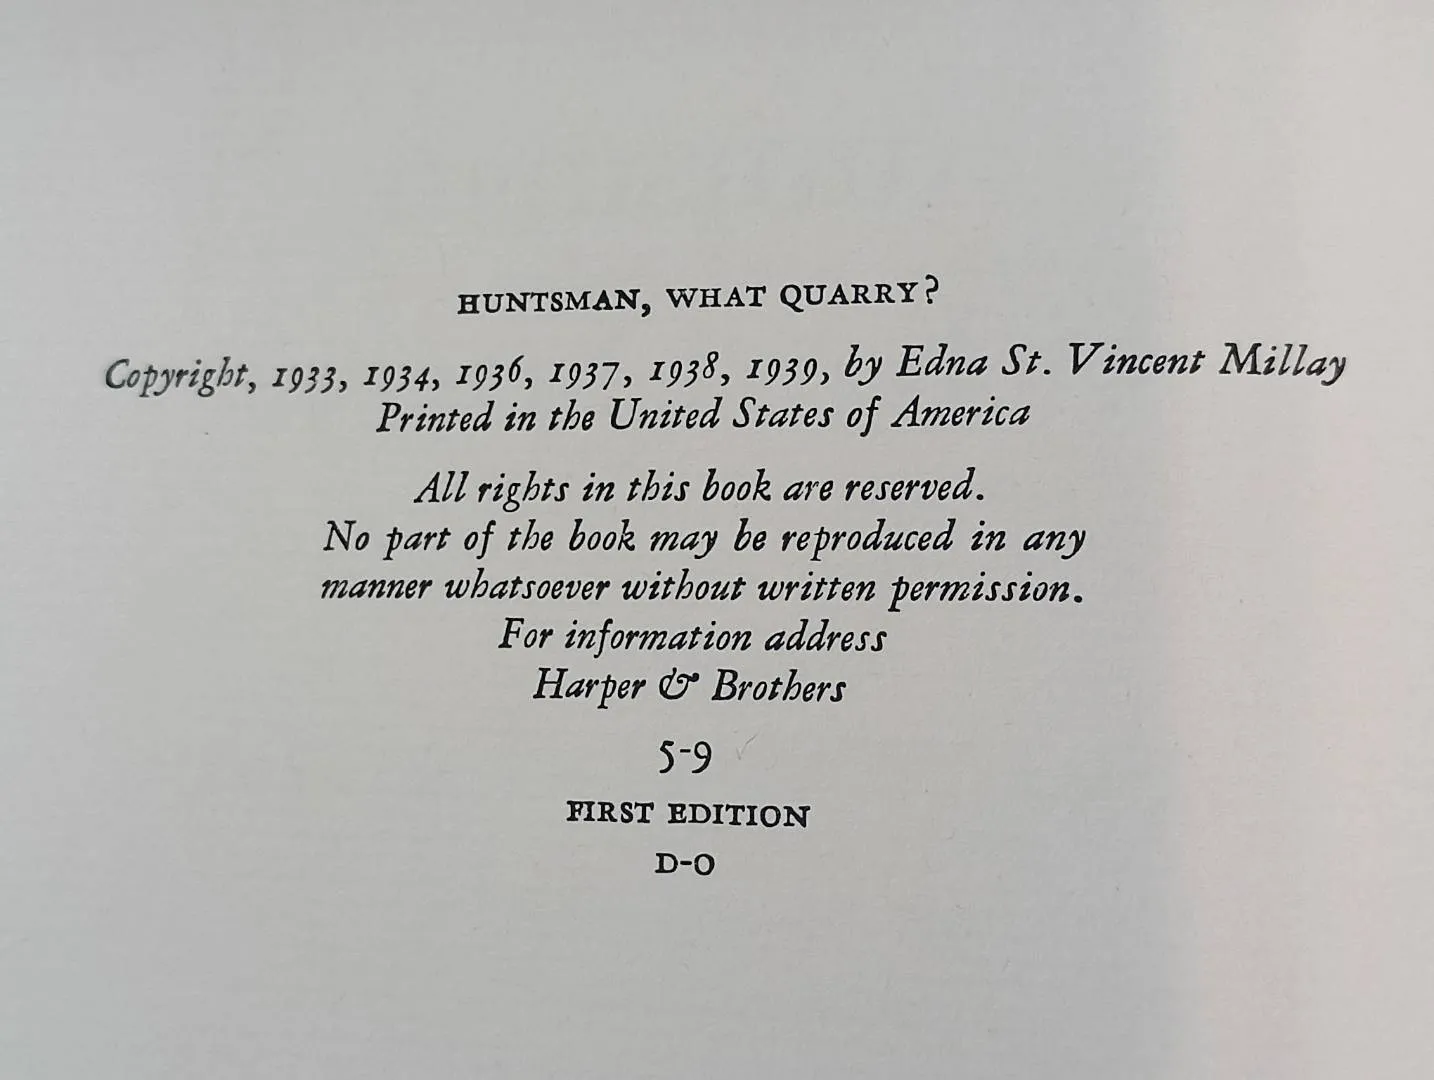 HUNTSMAN, WHAT QUARRY?
Copyright, 1933, 1934, 1936, 1937, 1938, 1939, by Edna St. Vincent Millay
Printed in the United States of America
All rights in this book are reserved.
No part of the book may be reproduced in any
manner whatsoever without written permission.
For information address
Harper & Brothers
5-9
FIRST EDITION
D-O